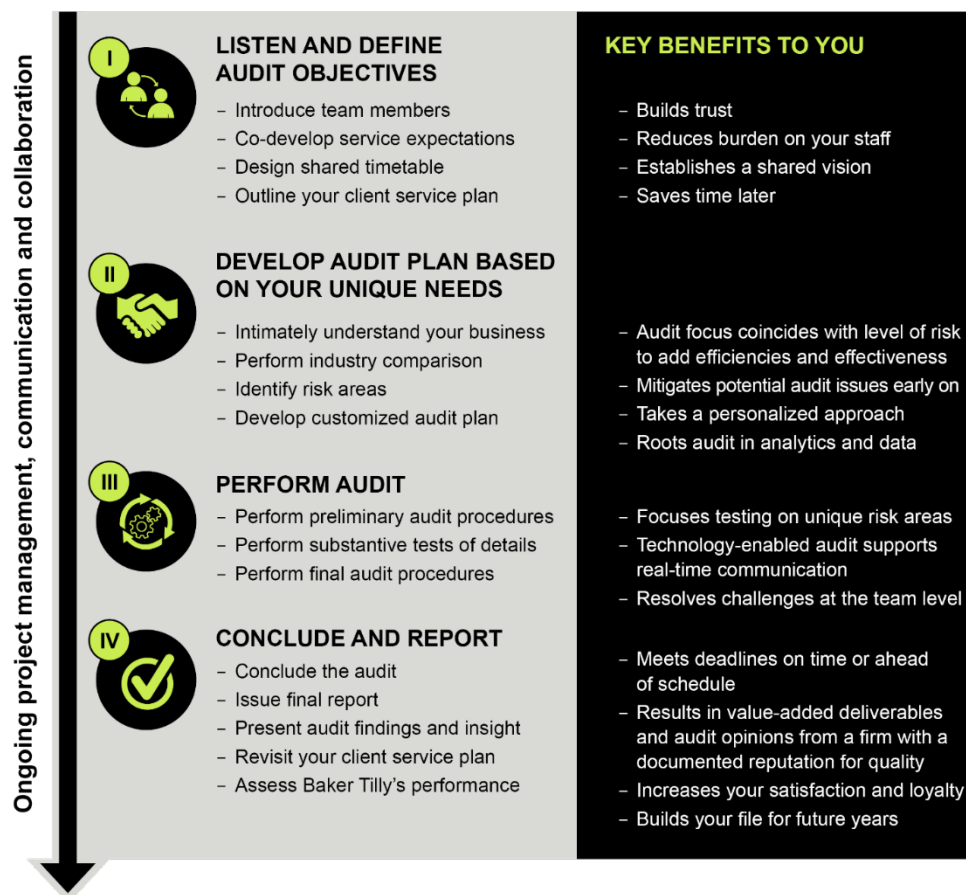 Ongoing project management, communication and collaboration
I
LISTEN AND DEFINE
AUDIT OBJECTIVES
– Introduce team members
– Co-develop service expectations
– Design shared timetable
– Outline your client service plan
KEY BENEFITS TO YOU
– Builds trust
– Reduces burden on your staff
– Establishes a shared vision
– Saves time later
II
DEVELOP AUDIT PLAN BASED
ON YOUR UNIQUE NEEDS
– Intimately understand your business
– Perform industry comparison
– Identify risk areas
– Develop customized audit plan
– Audit focus coincides with level of risk
to add efficiencies and effectiveness
– Mitigates potential audit issues early on
– Takes a personalized approach
– Roots audit in analytics and data
III
PERFORM AUDIT
– Perform preliminary audit procedures
– Perform substantive tests of details
– Perform final audit procedures
– Focuses testing on unique risk areas
– Technology-enabled audit supports
real-time communication
– Resolves challenges at the team level
IV
CONCLUDE AND REPORT
– Conclude the audit
– Issue final report
– Present audit findings and insight
– Revisit your client service plan
– Assess Baker Tilly's performance
– Meets deadlines on time or ahead
of schedule
– Results in value-added deliverables
and audit opinions from a firm with a
documented reputation for quality
– Increases your satisfaction and loyalty
– Builds your file for future years